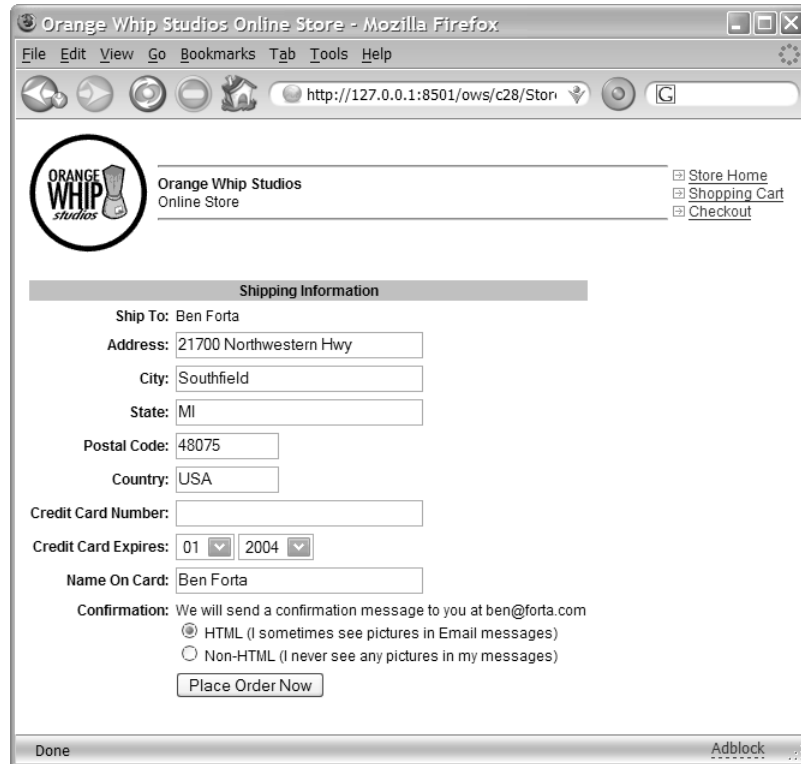 Orange Whip Studios Online Store - Mozilla Firefox
File Edit View Go Bookmarks Tab Tools Help
http://127.0.0.1:8501/ows/c28/Stor
G
ORANGE
WHIP
studios
Orange Whip Studios
Online Store
Store Home
Shopping Cart
Checkout
Shipping Information
Ship To: Ben Forta
Address: 21700 Northwestern Hwy
City: Southfield
State: MI
Postal Code: 48075
Country: USA
Credit Card Number:
Credit Card Expires: 01 2004
Name On Card: Ben Forta
Confirmation: We will send a confirmation message to you at ben@forta.com
HTML (I sometimes see pictures in Email messages)
Non-HTML (I never see any pictures in my messages)
Place Order Now
Done Adblock